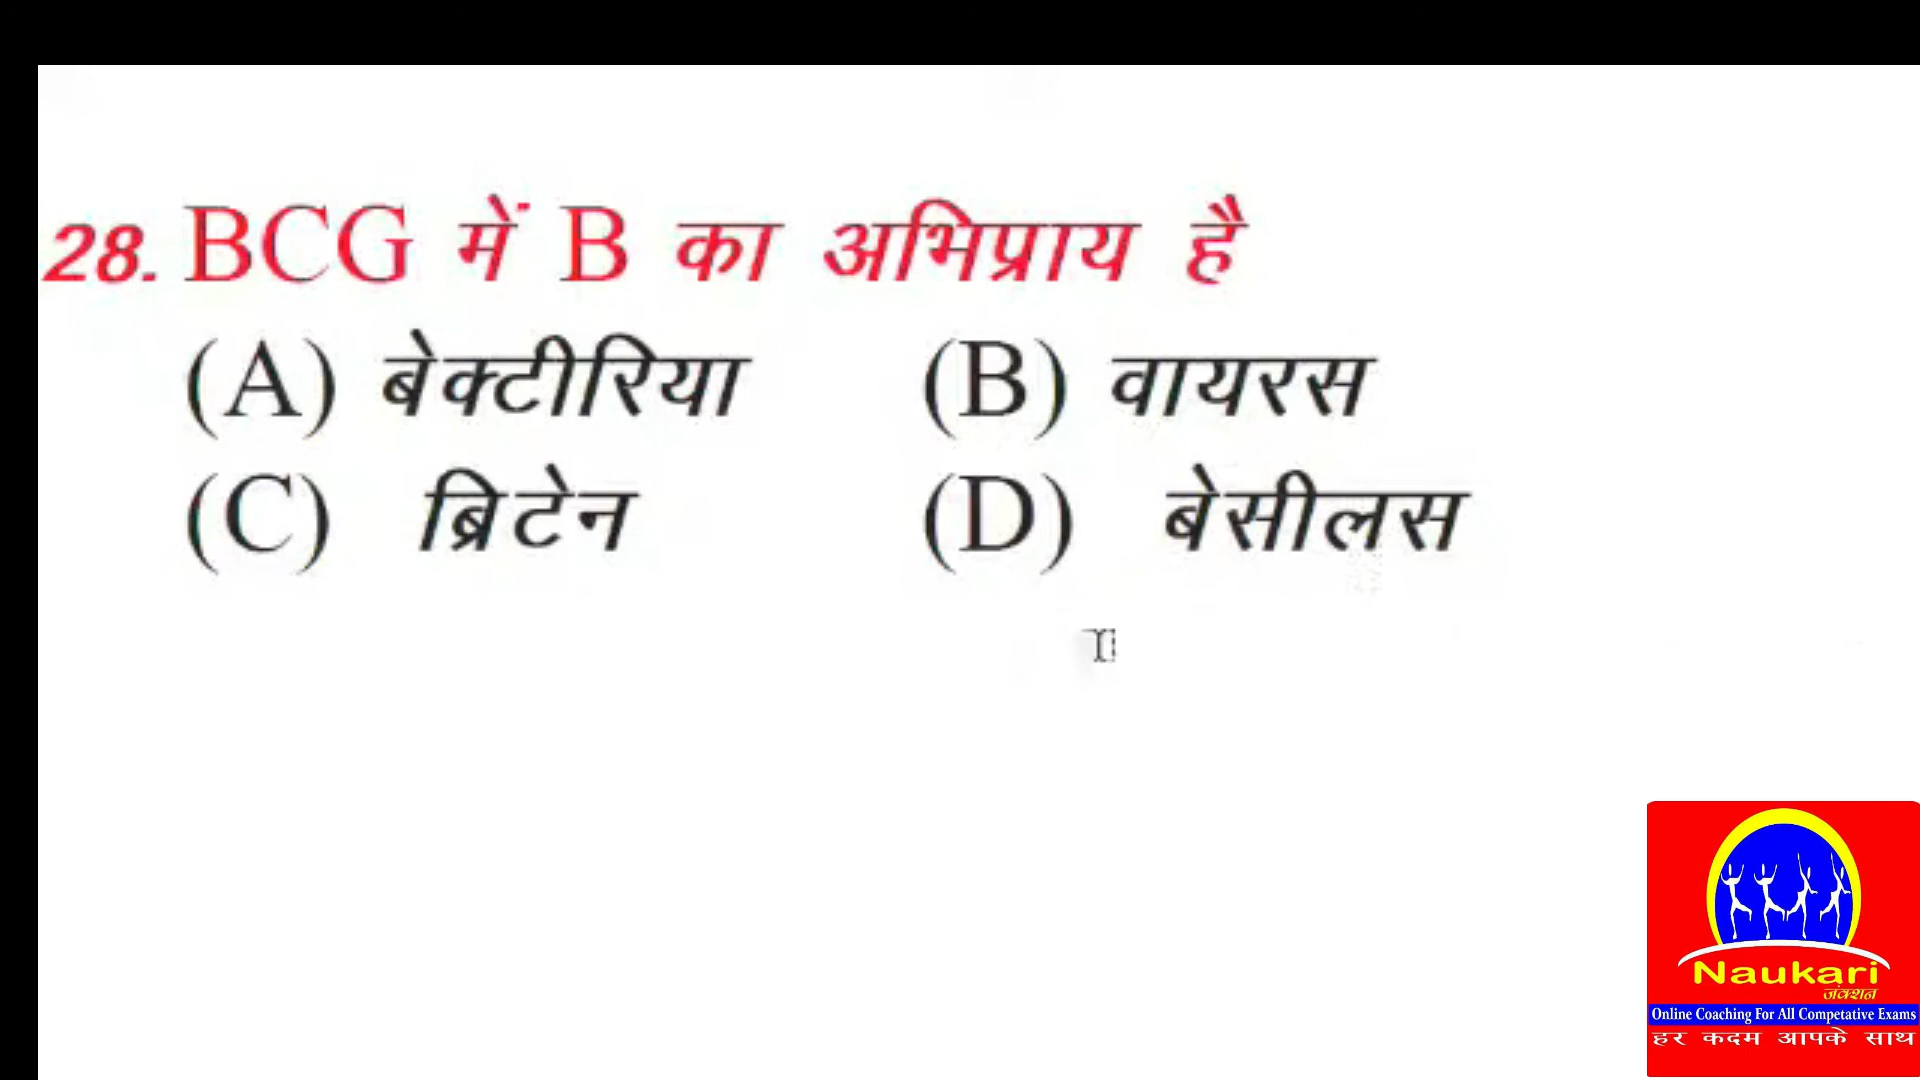 28. BCG में B का अभिप्राय है
(A) बेक्टीरिया (B) वायरस
(C) ब्रिटेन (D) बेसीलस
Naukari
जंक्शन
Online Coaching For All Competative Exams
हर कदम आपके साथ